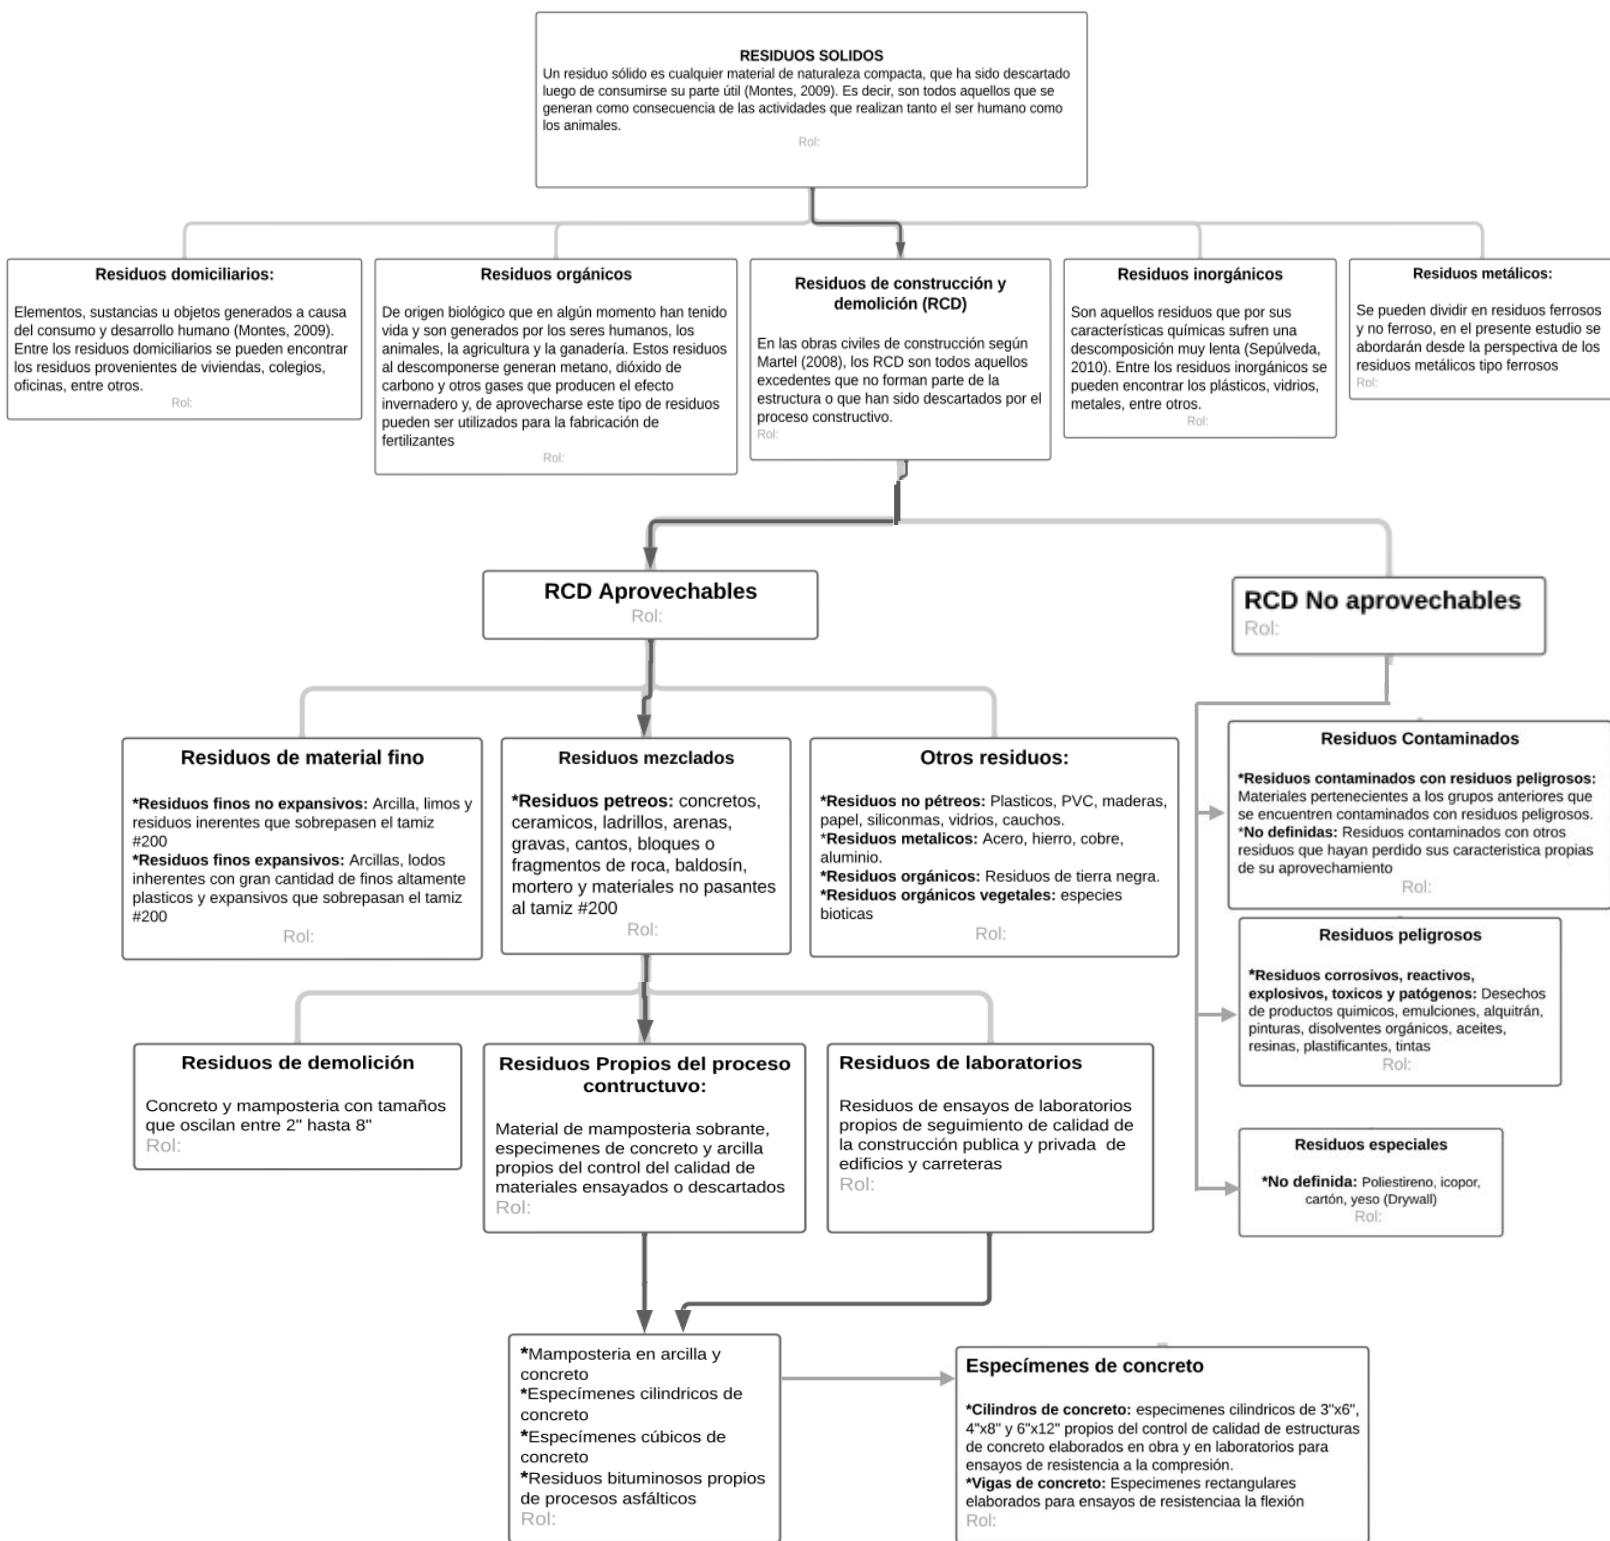 RESIDUOS SOLIDOS
Un residuo sólido es cualquier material de naturaleza compacta, que ha sido descartado
luego de consumirse su parte útil (Montes, 2009). Es decir, son todos aquellos que se
generan como consecuencia de las actividades que realizan tanto el ser humano como
los animales.
Rol:
Residuos domiciliarios:
Elementos, sustancias u objetos generados a causa
del consumo y desarrollo humano (Montes, 2009).
Entre los residuos domiciliarios se pueden encontrar
los residuos provenientes de viviendas, colegios,
oficinas, entre otros.
Rol:
Residuos orgánicos
De origen biológico que en algún momento han tenido
vida y son generados por los seres humanos, los
animales, la agricultura y la ganadería. Estos residuos
al descomponerse generan metano, dióxido de
carbono y otros gases que producen el efecto
invernadero y, de aprovecharse este tipo de residuos
pueden ser utilizados para la fabricación de
fertilizantes
Rol:
Residuos de construcción y
demolición (RCD)
En las obras civiles de construcción según
Martel (2008), los RCD son todos aquellos
excedentes que no forman parte de la
estructura o que han sido descartados por el
proceso constructivo.
Rol:
Residuos inorgánicos
Son aquellos residuos que por sus
características químicas sufren una
descomposición muy lenta (Sepúlveda,
2010). Entre los residuos inorgánicos se
pueden encontrar los plásticos, vidrios,
metales, entre otros.
Rol:
Residuos metálicos:
Se pueden dividir en residuos ferrosos
y no ferroso, en el presente estudio se
abordarán desde la perspectiva de los
residuos metálicos tipo ferrosos
Rol:
RCD Aprovechables
Rol:
RCD No aprovechables
Rol:
Residuos de material fino
*Residuos finos no expansivos: Arcilla, limos y
residuos inerentes que sobrepasen el tamiz
#200
*Residuos finos expansivos: Arcillas, lodos
inherentes con gran cantidad de finos altamente
plasticos y expansivos que sobrepasan el tamiz
#200
Rol:
Residuos mezclados
*Residuos petreos: concretos,
ceramicos, ladrillos, arenas,
gravas, cantos, bloques o
fragmentos de roca, baldosín,
mortero y materiales no pasantes
al tamiz #200
Rol:
Otros residuos:
*Residuos no pétreos: Plasticos, PVC, maderas,
papel, siliconmas, vidrios, cauchos.
*Residuos metalicos: Acero, hierro, cobre,
aluminio.
*Residuos orgánicos: Residuos de tierra negra.
*Residuos orgánicos vegetales: especies
bioticas
Rol:
Residuos Contaminados
*Residuos contaminados con residuos peligrosos:
Materiales pertenecientes a los grupos anteriores que
se encuentren contaminados con residuos peligrosos.
*No definidas: Residuos contaminados con otros
residuos que hayan perdido sus caracteristica propias
de su aprovechamiento
Rol:
Residuos peligrosos
*Residuos corrosivos, reactivos,
explosivos, toxicos y patógenos: Desechos
de productos quimicos, emulciones, alquitrán,
pinturas, disolventes orgánicos, aceites,
resinas, plastificantes, tintas
Rol:
Residuos especiales
*No definida: Poliestireno, icopor,
cartón, yeso (Drywall)
Rol:
Residuos de demolición
Concreto y mamposteria con tamaños
que oscilan entre 2" hasta 8"
Rol:
Residuos Propios del proceso
contructuvo:
Material de mamposteria sobrante,
especimenes de concreto y arcilla
propios del control del calidad de
materiales ensayados o descartados
Rol:
Residuos de laboratorios
Residuos de ensayos de laboratorios
propios de seguimiento de calidad de
la construcción publica y privada de
edificios y carreteras
Rol:
*Mamposteria en arcilla y
concreto
*Específimenes cilindricos de
concreto
*Específimenes cúbicos de
concreto
*Residuos bituminosos propios
de procesos asfálticos
Rol:
Específimenes de concreto
*Cilindros de concreto: especimenes cilindricos de 3"x6",
4"x8" y 6"x12" propios del control de calidad de estructuras
de concreto elaborados en obra y en laboratorios para
ensayos de resistencia a la compresión.
*Vigas de concreto: Especimenes rectangulares
elaborados para ensayos de resistenciaa la flexión
Rol: